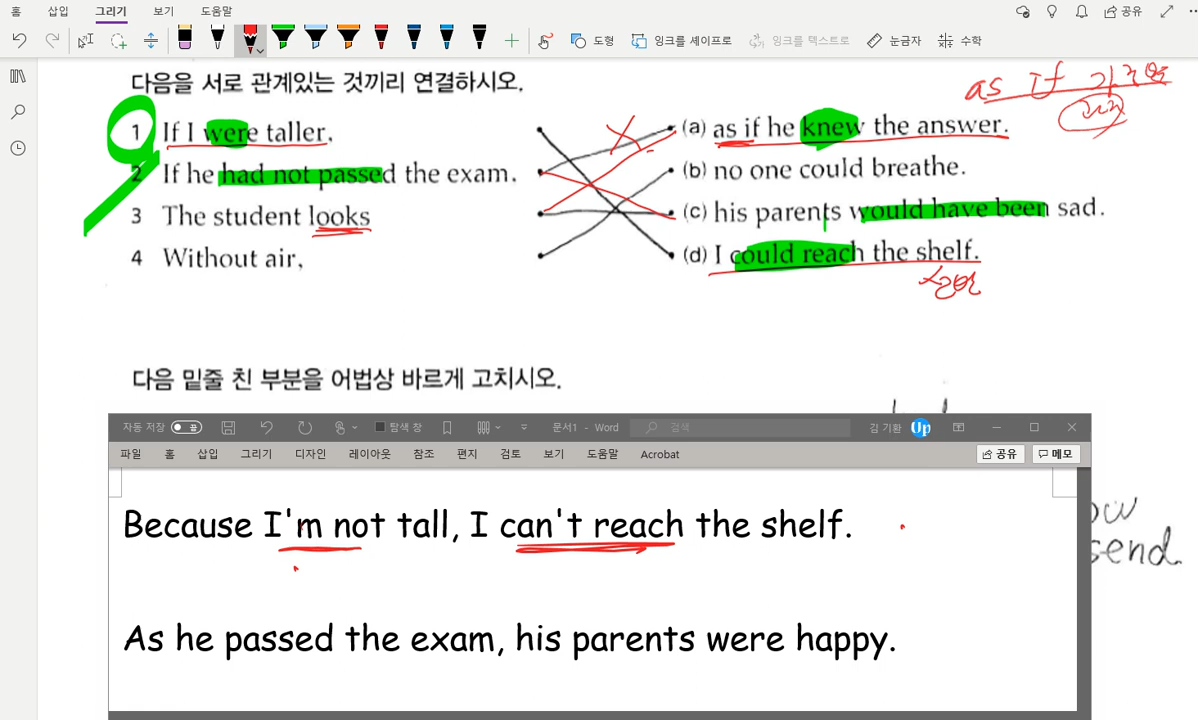 홈 삽입 그리기 보기 도움말 공유
도형 잉크를 셰이프로 잉크를 텍스트로 눈금자 수학
다음을 서로 관계있는 것끼리 연결하시오.
as If
1 If I were taller, (a) as if he knew the answer.
2 If he had not passed the exam. (b) no one could breathe.
3 The student looks (c) his parents would have been sad.
4 Without air, (d) I could reach the shelf.
다음 밑줄 친 부분을 어법상 바르게 고치시오.
자동 저장 끔 탐색 창 문서1 - Word 검색 김 기환 Up
파일 홈 삽입 그리기 디자인 레이아웃 참조 편지 검토 보기 도움말 Acrobat 공유 메모
Because I'm not tall, I can't reach the shelf.
ow
send
As he passed the exam, his parents were happy.